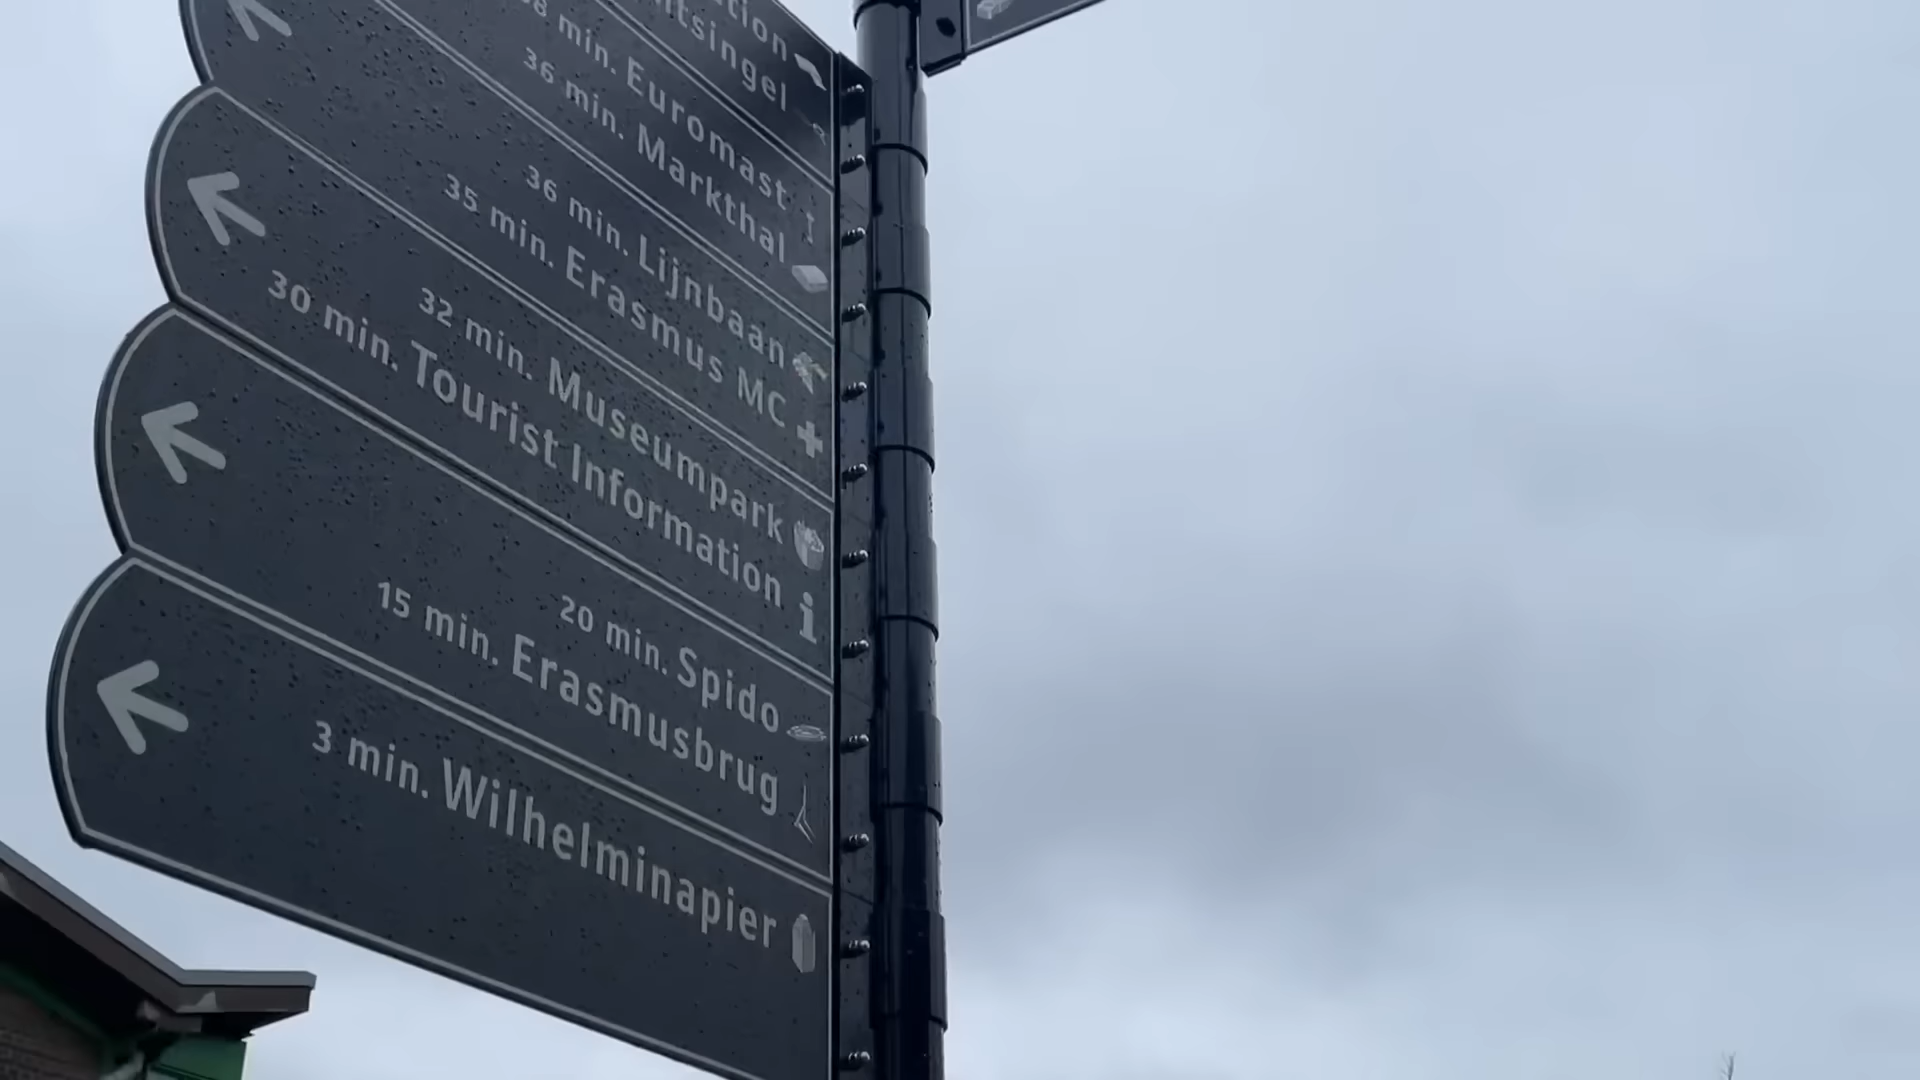 min. Euromast
36 min. Markthal
36 min. Lijnbaan
35 min. Erasmus MC
32 min. Museumpark
30 min. Tourist Information
20 min. Spido
15 min. Erasmusbrug
3 min. Wilhelminapier